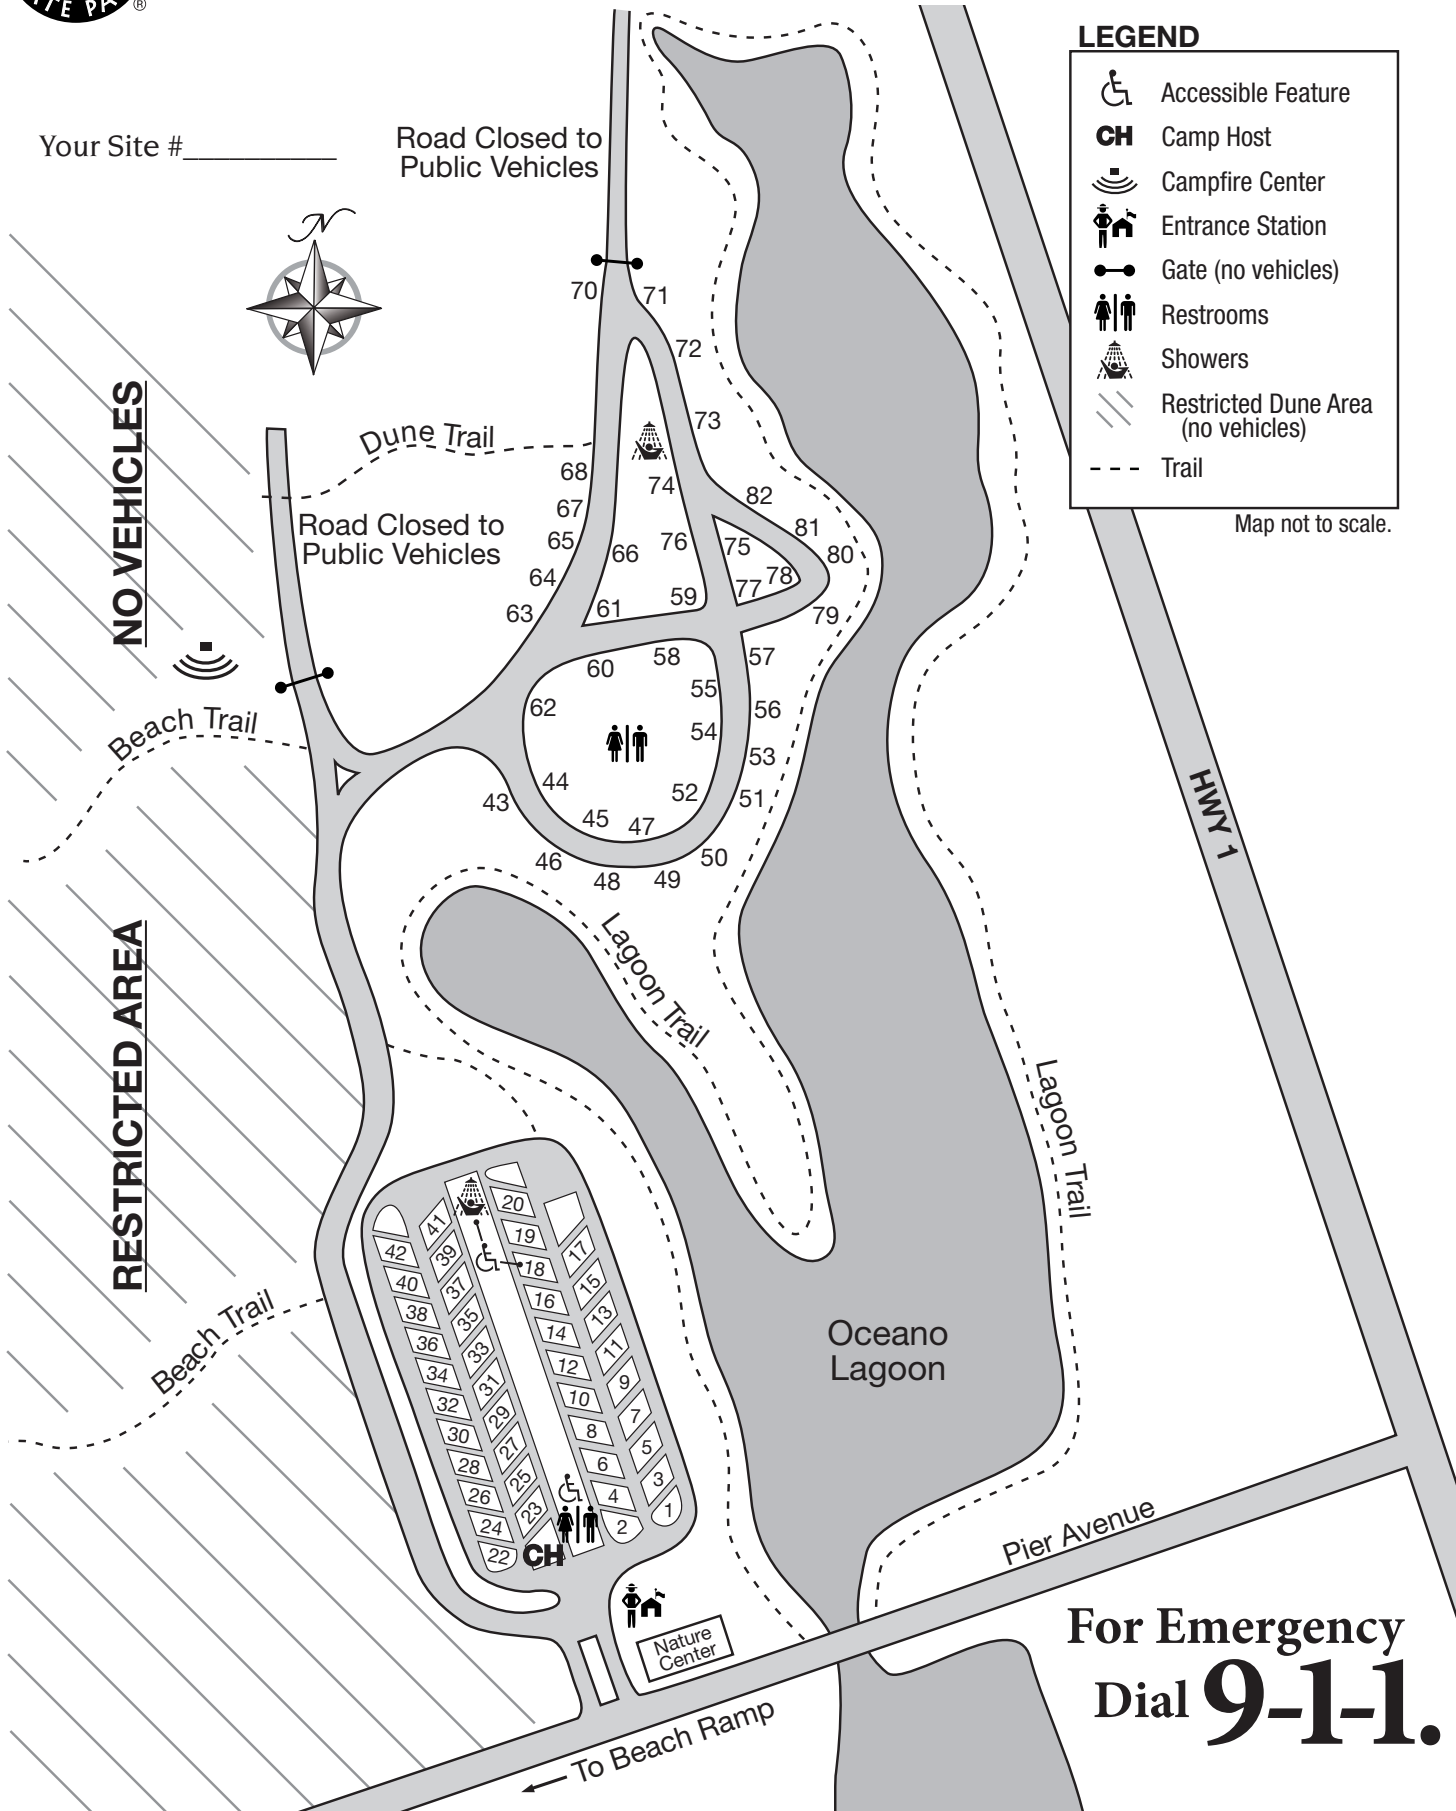 ®
Your Site #___________
N
Road Closed to
Public Vehicles
LEGEND
Accessible Feature
CH Camp Host
Campfire Center
Entrance Station
Gate (no vehicles)
Restrooms
Showers
Restricted Dune Area
(no vehicles)
Trail
Map not to scale.
70
71
72
73
Dune Trail
68
74
67
82
81
65
66
76
75
80
64
78
77
59
63
61
79
NO VEHICLES
Road Closed to
Public Vehicles
60
58
57
55
62
56
54
53
44
52
51
43
45
47
46
50
48
49
Beach Trail
HWY 1
Lagoon Trail
Lagoon Trail
RESTRICTED AREA
Beach Trail
Oceano
Lagoon
20
41
19
42
39
17
18
40
37
15
16
38
35
13
14
36
33
11
12
34
31
9
10
32
29
7
8
30
27
5
6
28
25
3
4
26
23
1
2
24
22
CH
Nature
Center
Pier Avenue
To Beach Ramp
For Emergency
Dial 9-1-1.